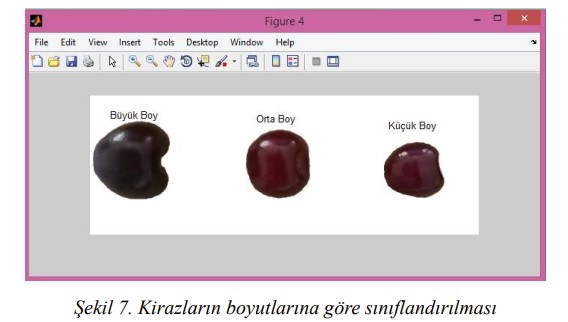 Figure 4
File Edit View Insert Tools Desktop Window Help
Büyük Boy
Orta Boy
Küçük Boy
Şekil 7. Kirazların boyutlarına göre sınıflandırılması